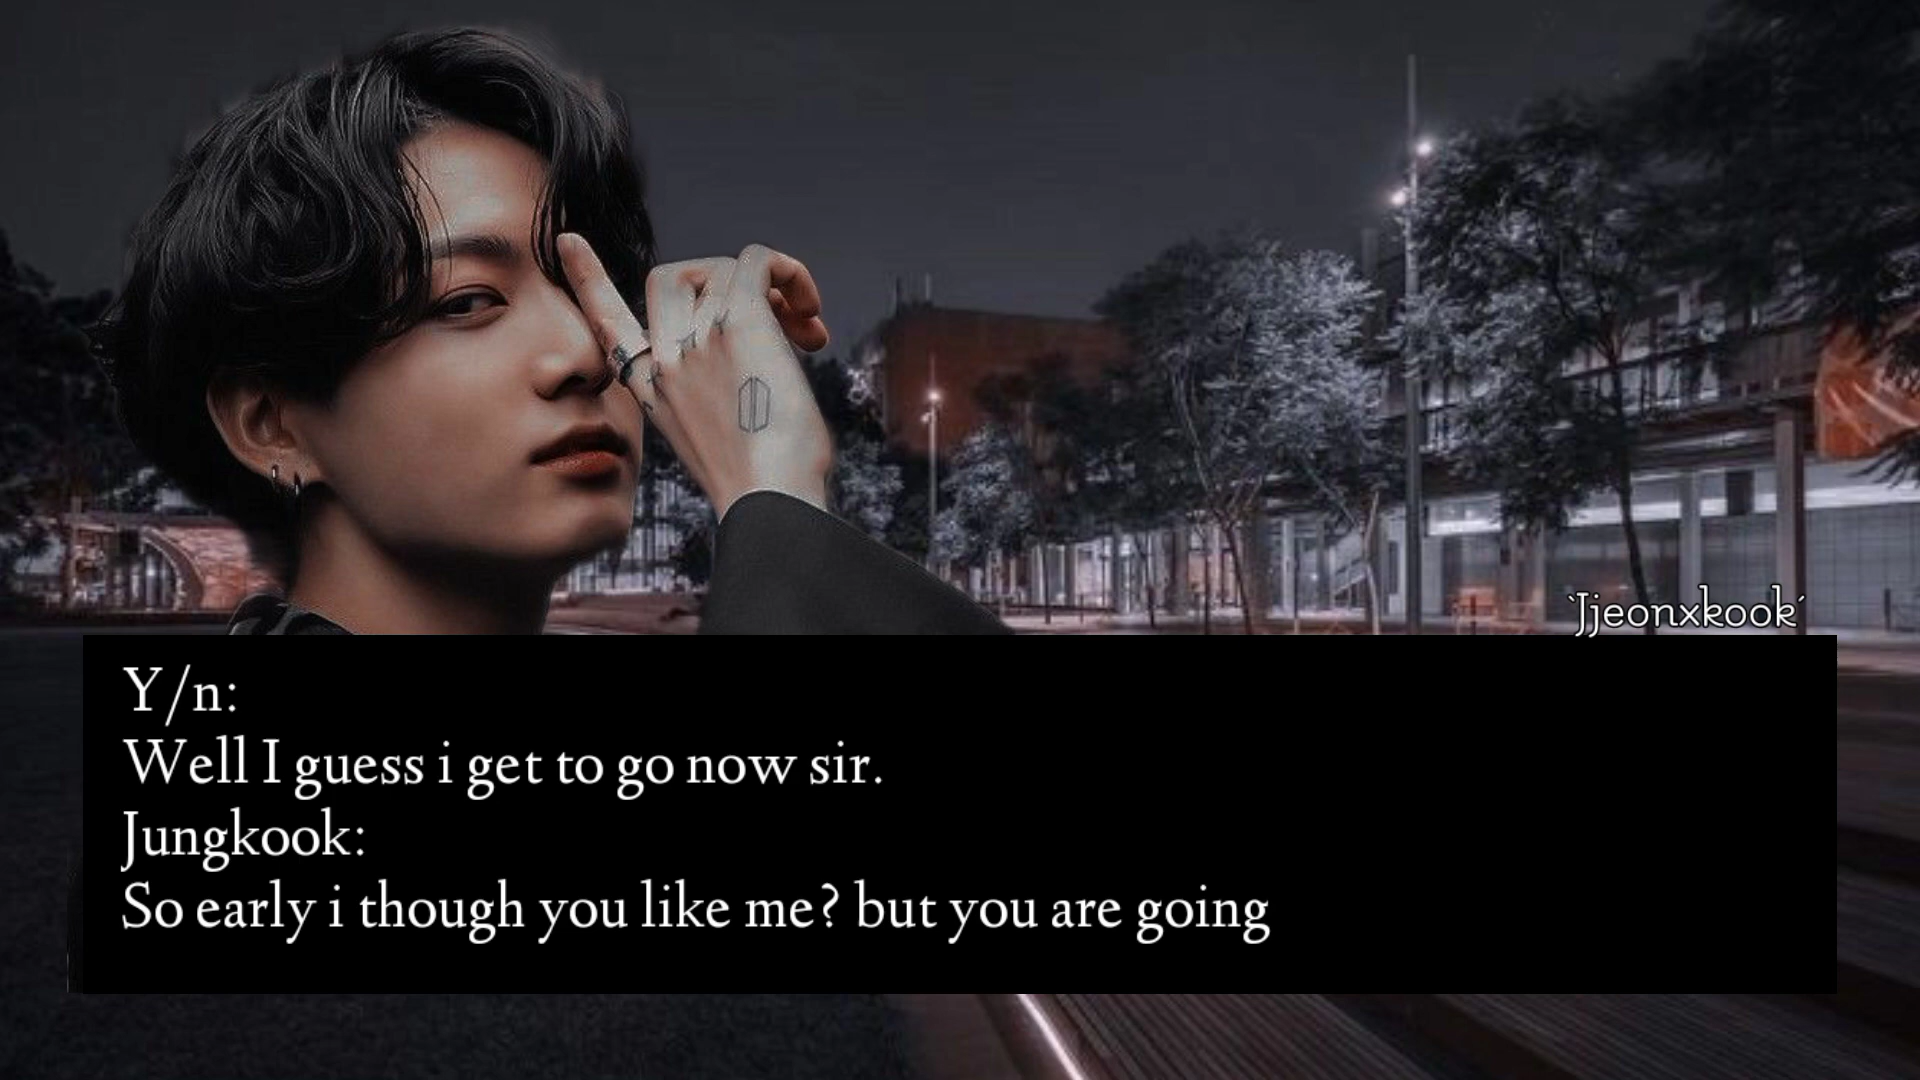 `Jjeonxkook´
Y/n:
Well I guess i get to go now sir.
Jungkook:
So early i though you like me? but you are going